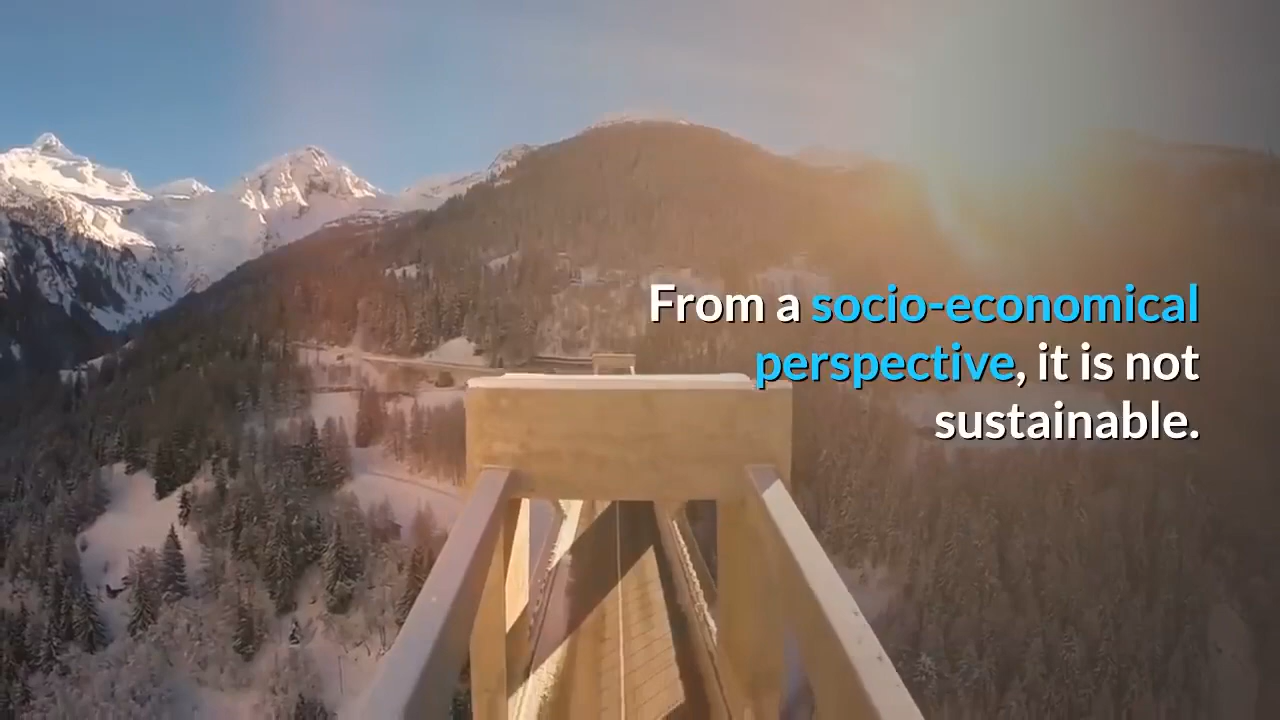 From a socio-economical
perspective, it is not
sustainable.